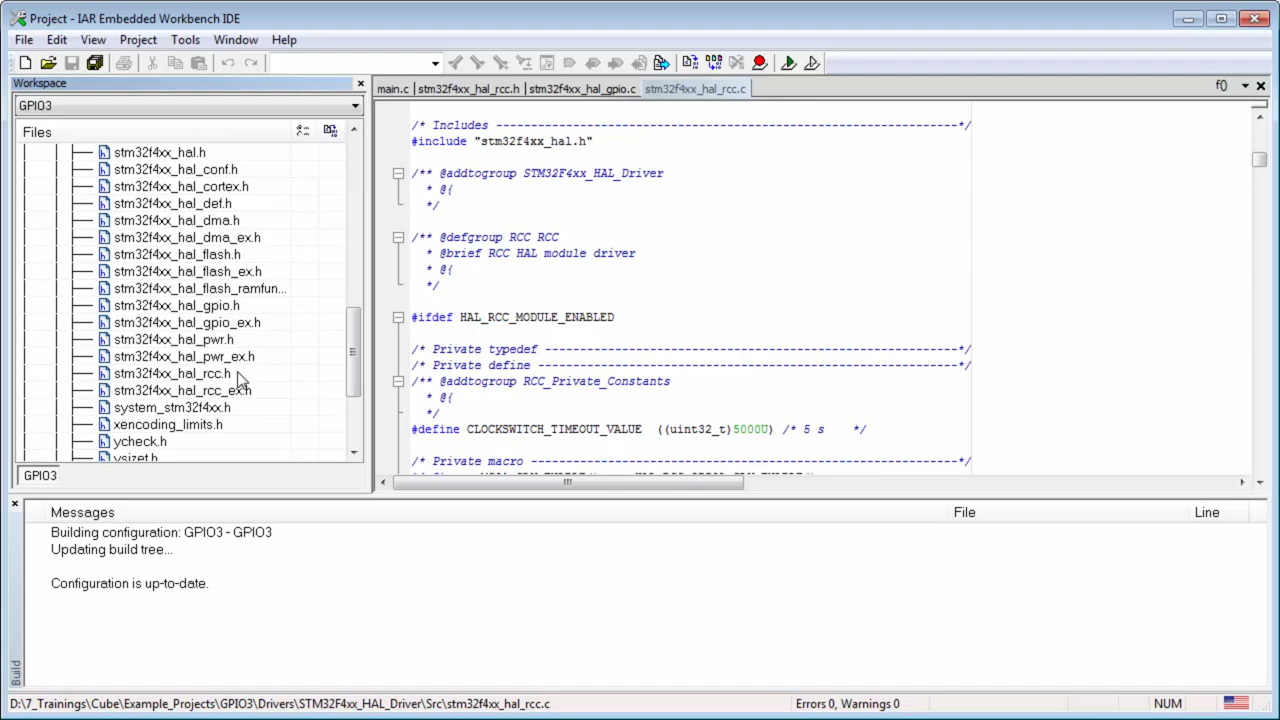 Project - IAR Embedded Workbench IDE
File Edit View Project Tools Window Help
Workspace
GPIO3
Files
stm32f4xx_hal.h
stm32f4xx_hal_conf.h
stm32f4xx_hal_cortex.h
stm32f4xx_hal_def.h
stm32f4xx_hal_dma.h
stm32f4xx_hal_dma_ex.h
stm32f4xx_hal_flash.h
stm32f4xx_hal_flash_ex.h
stm32f4xx_hal_flash_ramfun...
stm32f4xx_hal_gpio.h
stm32f4xx_hal_gpio_ex.h
stm32f4xx_hal_pwr.h
stm32f4xx_hal_pwr_ex.h
stm32f4xx_hal_rcc.h
stm32f4xx_hal_rcc_ex.h
system_stm32f4xx.h
xencoding_limits.h
ycheck.h
ysizet.h
GPIO3
main.c | stm32f4xx_hal_rcc.h | stm32f4xx_hal_gpio.c stm32f4xx_hal_rcc.c f()
/* Includes ------------------------------------------------------------------*/
#include "stm32f4xx_hal.h"
/** @addtogroup STM32F4xx_HAL_Driver
* @{
*/
/** @defgroup RCC RCC
* @brief RCC HAL module driver
* @{
*/
#ifdef HAL_RCC_MODULE_ENABLED
/* Private typedef -----------------------------------------------------------*/
/* Private define ------------------------------------------------------------*/
/** @addtogroup RCC_Private_Constants
* @{
*/
#define CLOCKSWITCH_TIMEOUT_VALUE ((uint32_t)5000U) /* 5 s */
/* Private macro -------------------------------------------------------------*/
Messages File Line
Building configuration: GPIO3 - GPIO3
Updating build tree...
Configuration is up-to-date.
Build
D:\7_Trainings\Cube\Example_Projects\GPIO3\Drivers\STM32F4xx_HAL_Driver\Src\stm32f4xx_hal_rcc.c Errors 0, Warnings 0 NUM